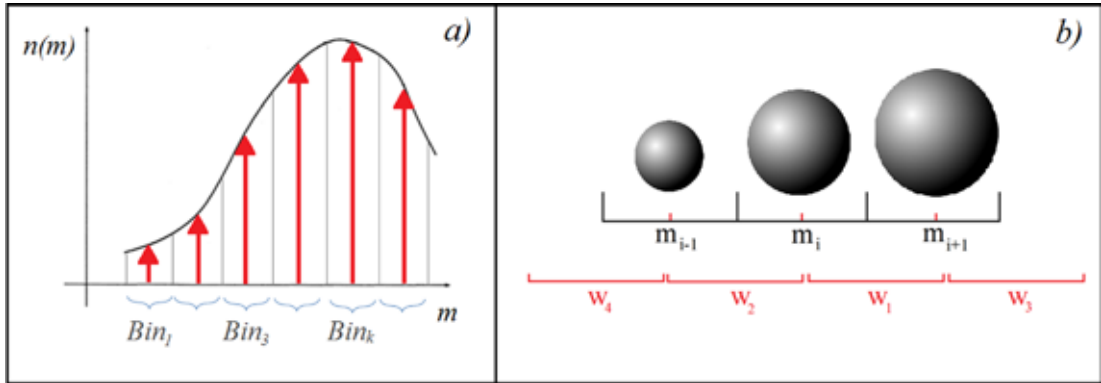 a)
n(m)
m
Bin₁ Bin₃ Binₖ
b)
mᵢ₋₁ mᵢ mᵢ₊₁
w₄ w₂ w₁ w₃